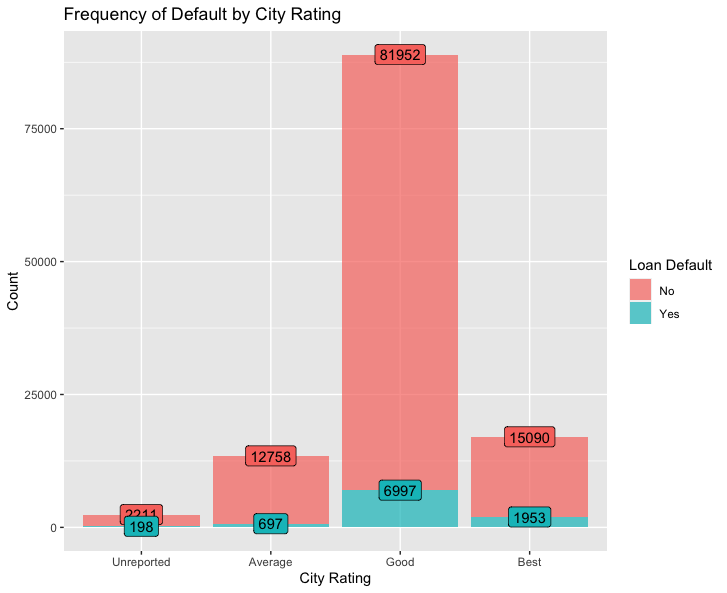 Frequency of Default by City Rating
81952
75000
50000
Count
Loan Default
No
Yes
25000
15090
12758
6997
2211
1953
697
198
0
Unreported Average Good Best
City Rating